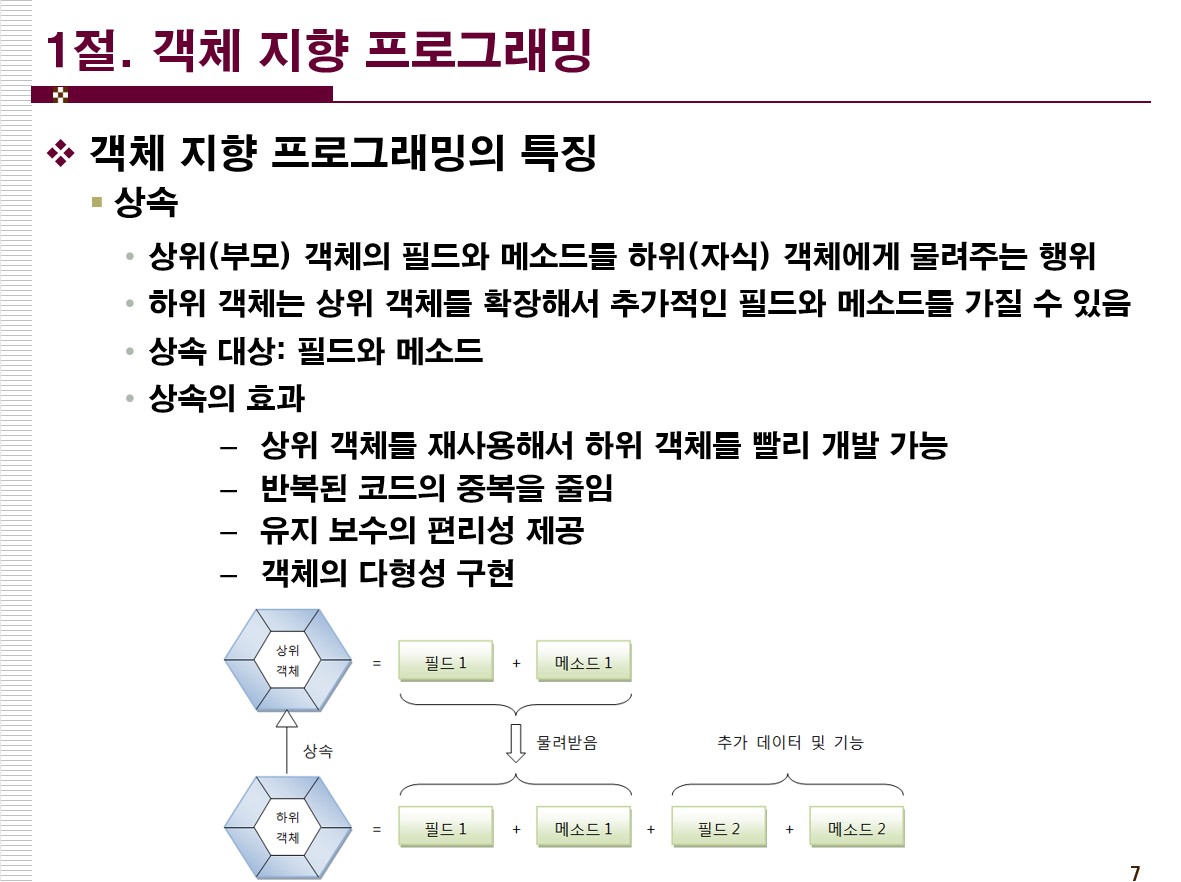 1절. 객체 지향 프로그래밍
❖ 객체 지향 프로그래밍의 특징
▪ 상속
• 상위(부모) 객체의 필드와 메소드를 하위(자식) 객체에게 물려주는 행위
• 하위 객체는 상위 객체를 확장해서 추가적인 필드와 메소드를 가질 수 있음
• 상속 대상: 필드와 메소드
• 상속의 효과
– 상위 객체를 재사용해서 하위 객체를 빨리 개발 가능
– 반복된 코드의 중복을 줄임
– 유지 보수의 편리성 제공
– 객체의 다형성 구현
상위
객체
= 필드 1 + 메소드 1
상속
물려받음
추가 데이터 및 기능
하위
객체
= 필드 1 + 메소드 1 + 필드 2 + 메소드 2
7